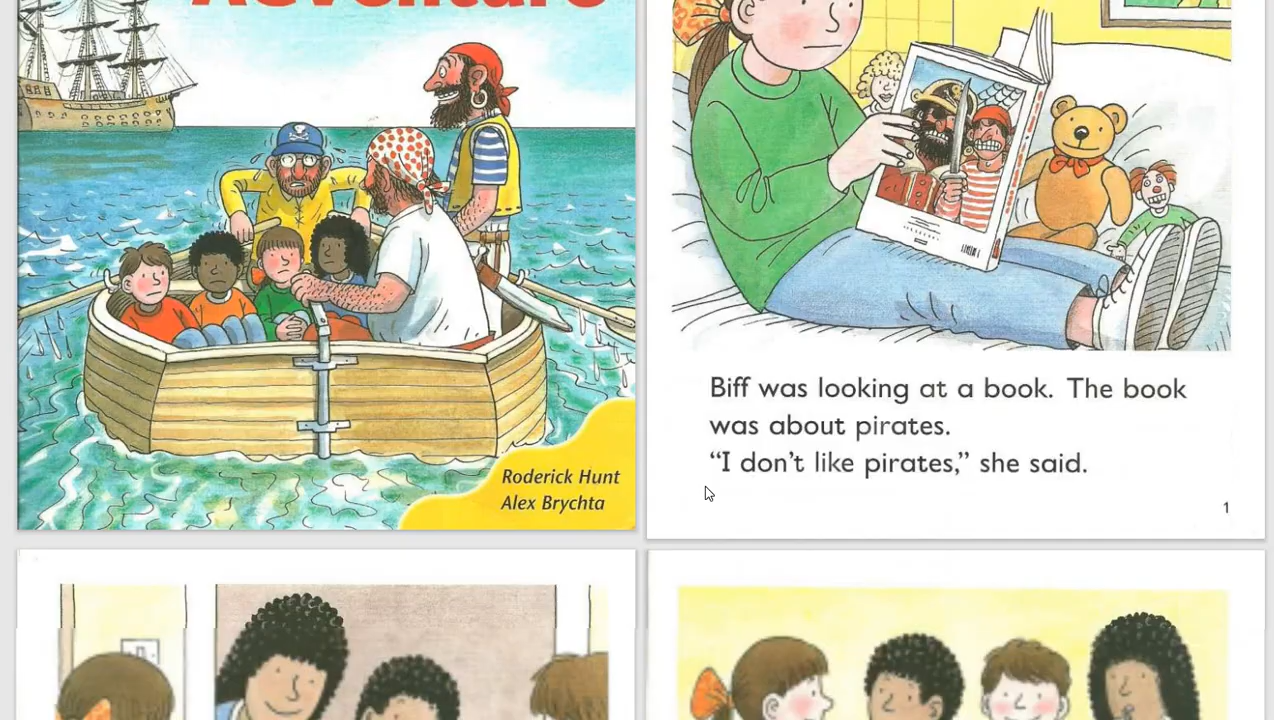 Adventure
Roderick Hunt
Alex Brychta
Biff was looking at a book. The book
was about pirates.
“I don’t like pirates,” she said.
1